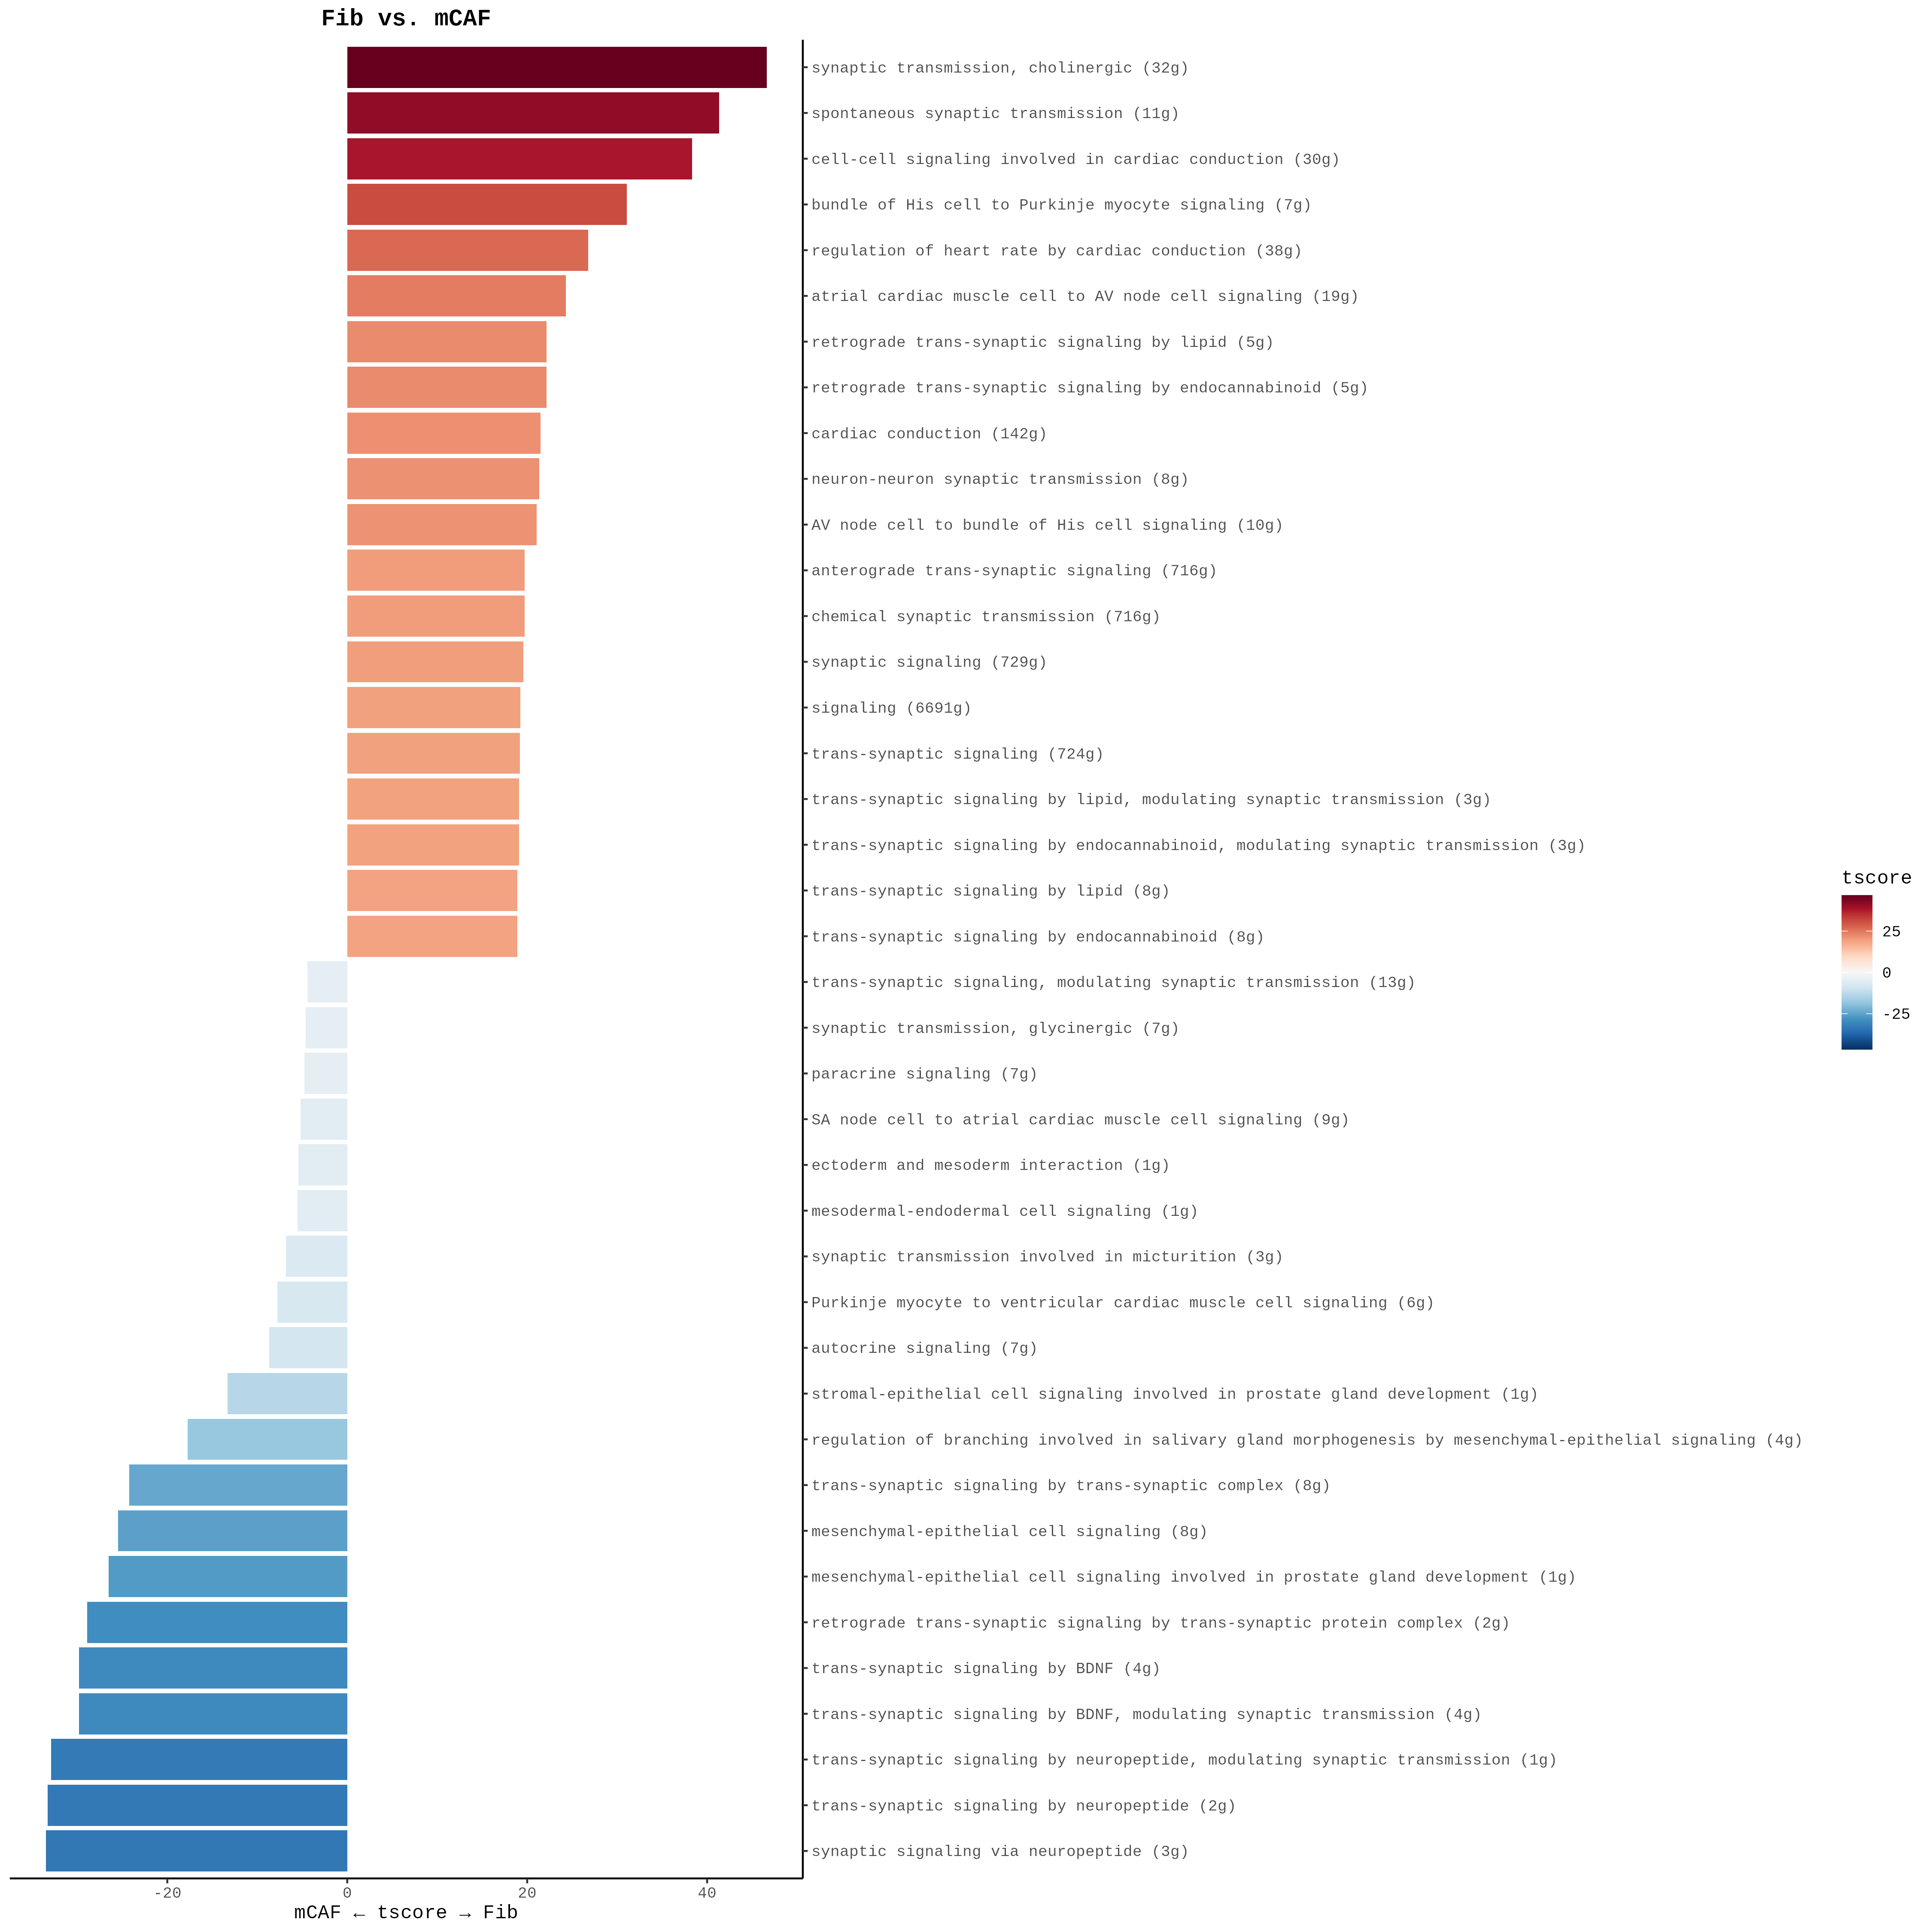 Fib vs. mCAF
synaptic transmission, cholinergic (32g)
spontaneous synaptic transmission (11g)
cell-cell signaling involved in cardiac conduction (30g)
bundle of His cell to Purkinje myocyte signaling (7g)
regulation of heart rate by cardiac conduction (38g)
atrial cardiac muscle cell to AV node cell signaling (19g)
retrograde trans-synaptic signaling by lipid (5g)
retrograde trans-synaptic signaling by endocannabinoid (5g)
cardiac conduction (142g)
neuron-neuron synaptic transmission (8g)
AV node cell to bundle of His cell signaling (10g)
anterograde trans-synaptic signaling (716g)
chemical synaptic transmission (716g)
synaptic signaling (729g)
signaling (6691g)
trans-synaptic signaling (724g)
trans-synaptic signaling by lipid, modulating synaptic transmission (3g)
trans-synaptic signaling by endocannabinoid, modulating synaptic transmission (3g)
trans-synaptic signaling by lipid (8g)
trans-synaptic signaling by endocannabinoid (8g)
trans-synaptic signaling, modulating synaptic transmission (13g)
synaptic transmission, glycinergic (7g)
paracrine signaling (7g)
SA node cell to atrial cardiac muscle cell signaling (9g)
ectoderm and mesoderm interaction (1g)
mesodermal-endodermal cell signaling (1g)
synaptic transmission involved in micturition (3g)
Purkinje myocyte to ventricular cardiac muscle cell signaling (6g)
autocrine signaling (7g)
stromal-epithelial cell signaling involved in prostate gland development (1g)
regulation of branching involved in salivary gland morphogenesis by mesenchymal-epithelial signaling (4g)
trans-synaptic signaling by trans-synaptic complex (8g)
mesenchymal-epithelial cell signaling (8g)
mesenchymal-epithelial cell signaling involved in prostate gland development (1g)
retrograde trans-synaptic signaling by trans-synaptic protein complex (2g)
trans-synaptic signaling by BDNF (4g)
trans-synaptic signaling by BDNF, modulating synaptic transmission (4g)
trans-synaptic signaling by neuropeptide, modulating synaptic transmission (1g)
trans-synaptic signaling by neuropeptide (2g)
synaptic signaling via neuropeptide (3g)
-20 0 20 40
mCAF ← tscore → Fib
tscore
25
0
-25